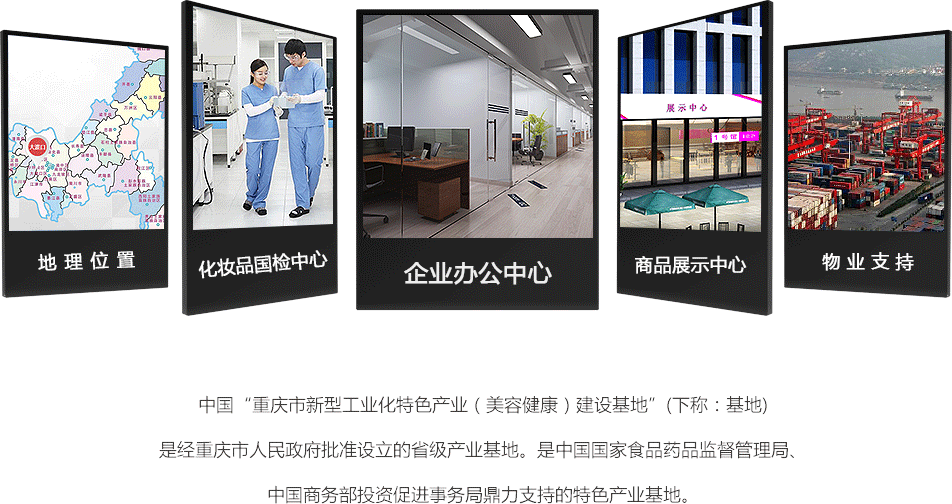 大渡口
展示中心
1号馆
地理位置
化妆品国检中心
企业办公中心
商品展示中心
物业支持
中国“重庆市新型工业化特色产业（美容健康）建设基地”(下称：基地)
是经重庆市人民政府批准设立的省级产业基地。是中国国家食品药品监督管理局、
中国商务部投资促进事务局鼎力支持的特色产业基地。